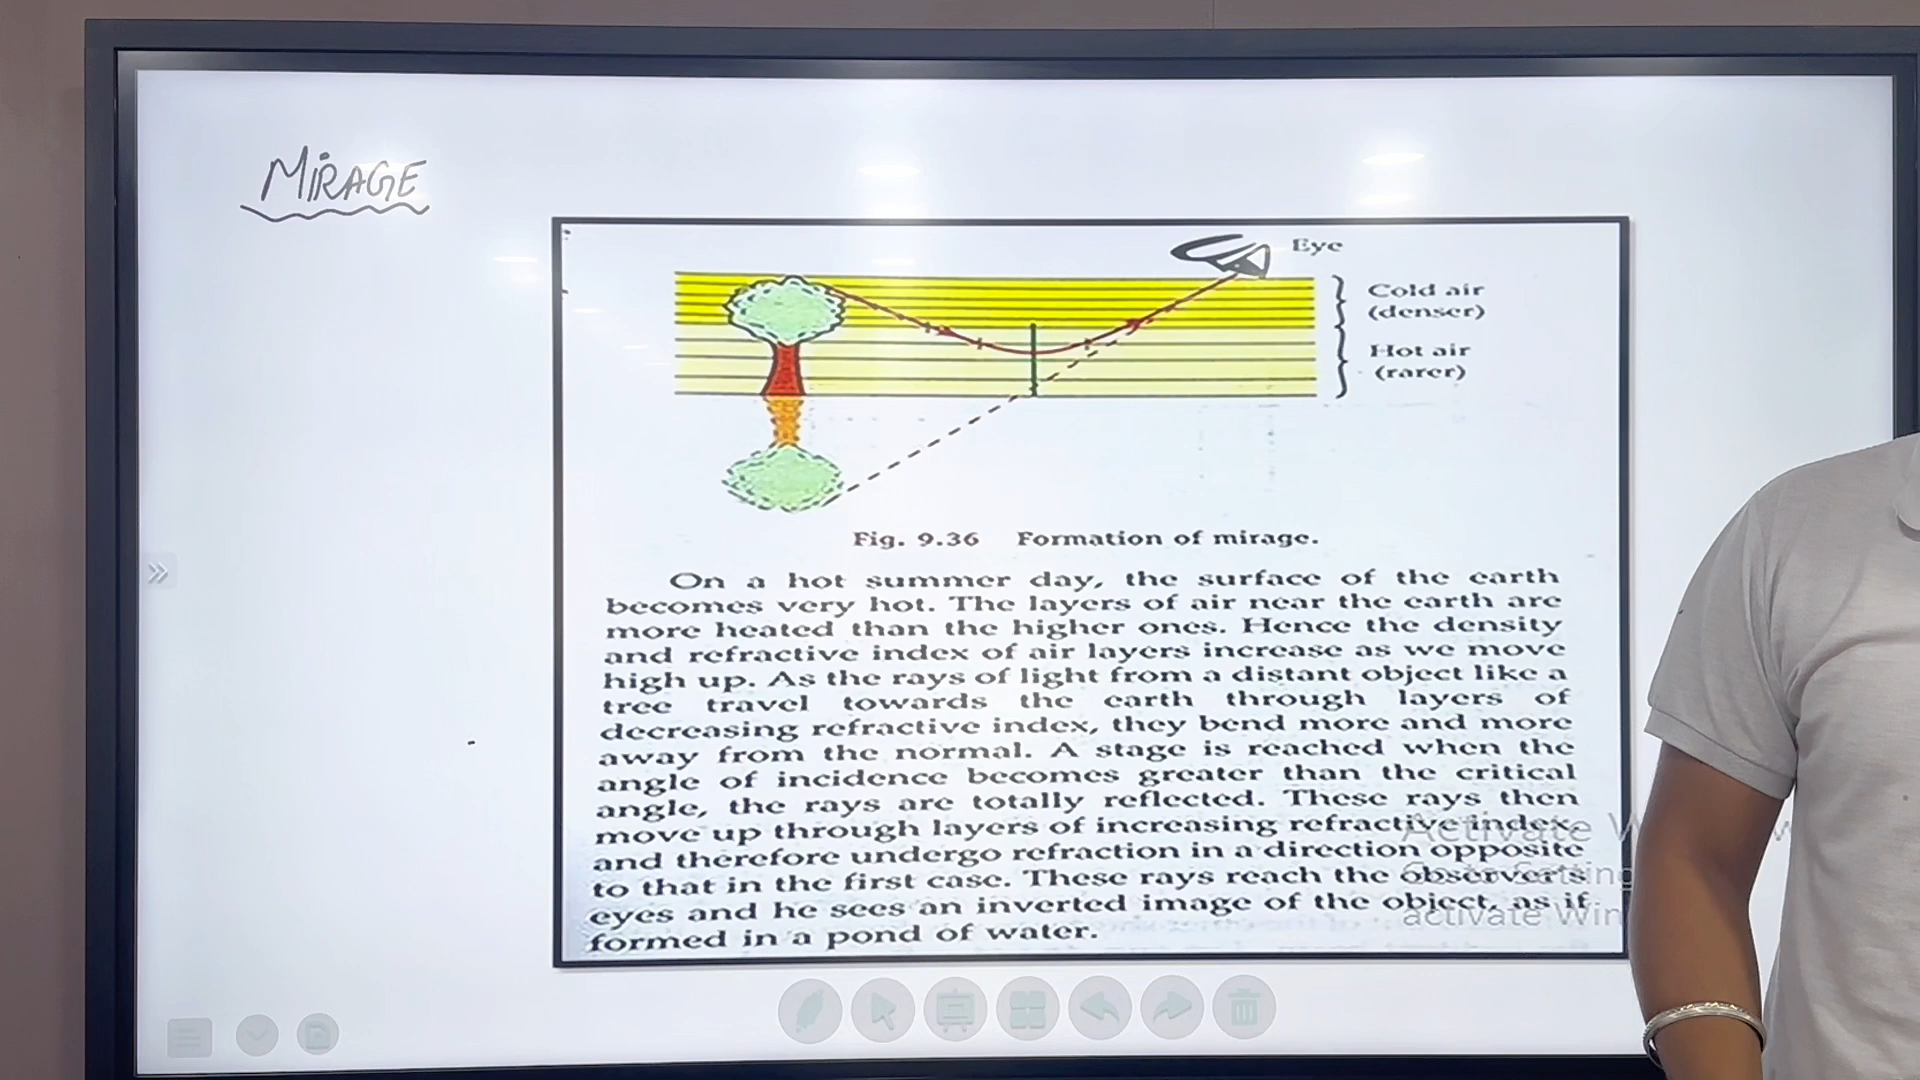 MiRAGE
Eye
Cold air
(denser)
Hot air
(rarer)
Fig. 9.36 Formation of mirage.
On a hot summer day, the surface of the earth
becomes very hot. The layers of air near the earth are
more heated than the higher ones. Hence the density
and refractive index of air layers increase as we move
high up. As the rays of light from a distant object like a
tree travel towards the earth through layers of
decreasing refractive index, they bend more and more
away from the normal. A stage is reached when the
angle of incidence becomes greater than the critical
angle, the rays are totally reflected. These rays then
move up through layers of increasing refractive index,
and therefore undergo refraction in a direction opposite
to that in the first case. These rays reach the observer's
eyes and he sees an inverted image of the object, as if
formed in a pond of water.
Activate W
Go to Setting
activate Win